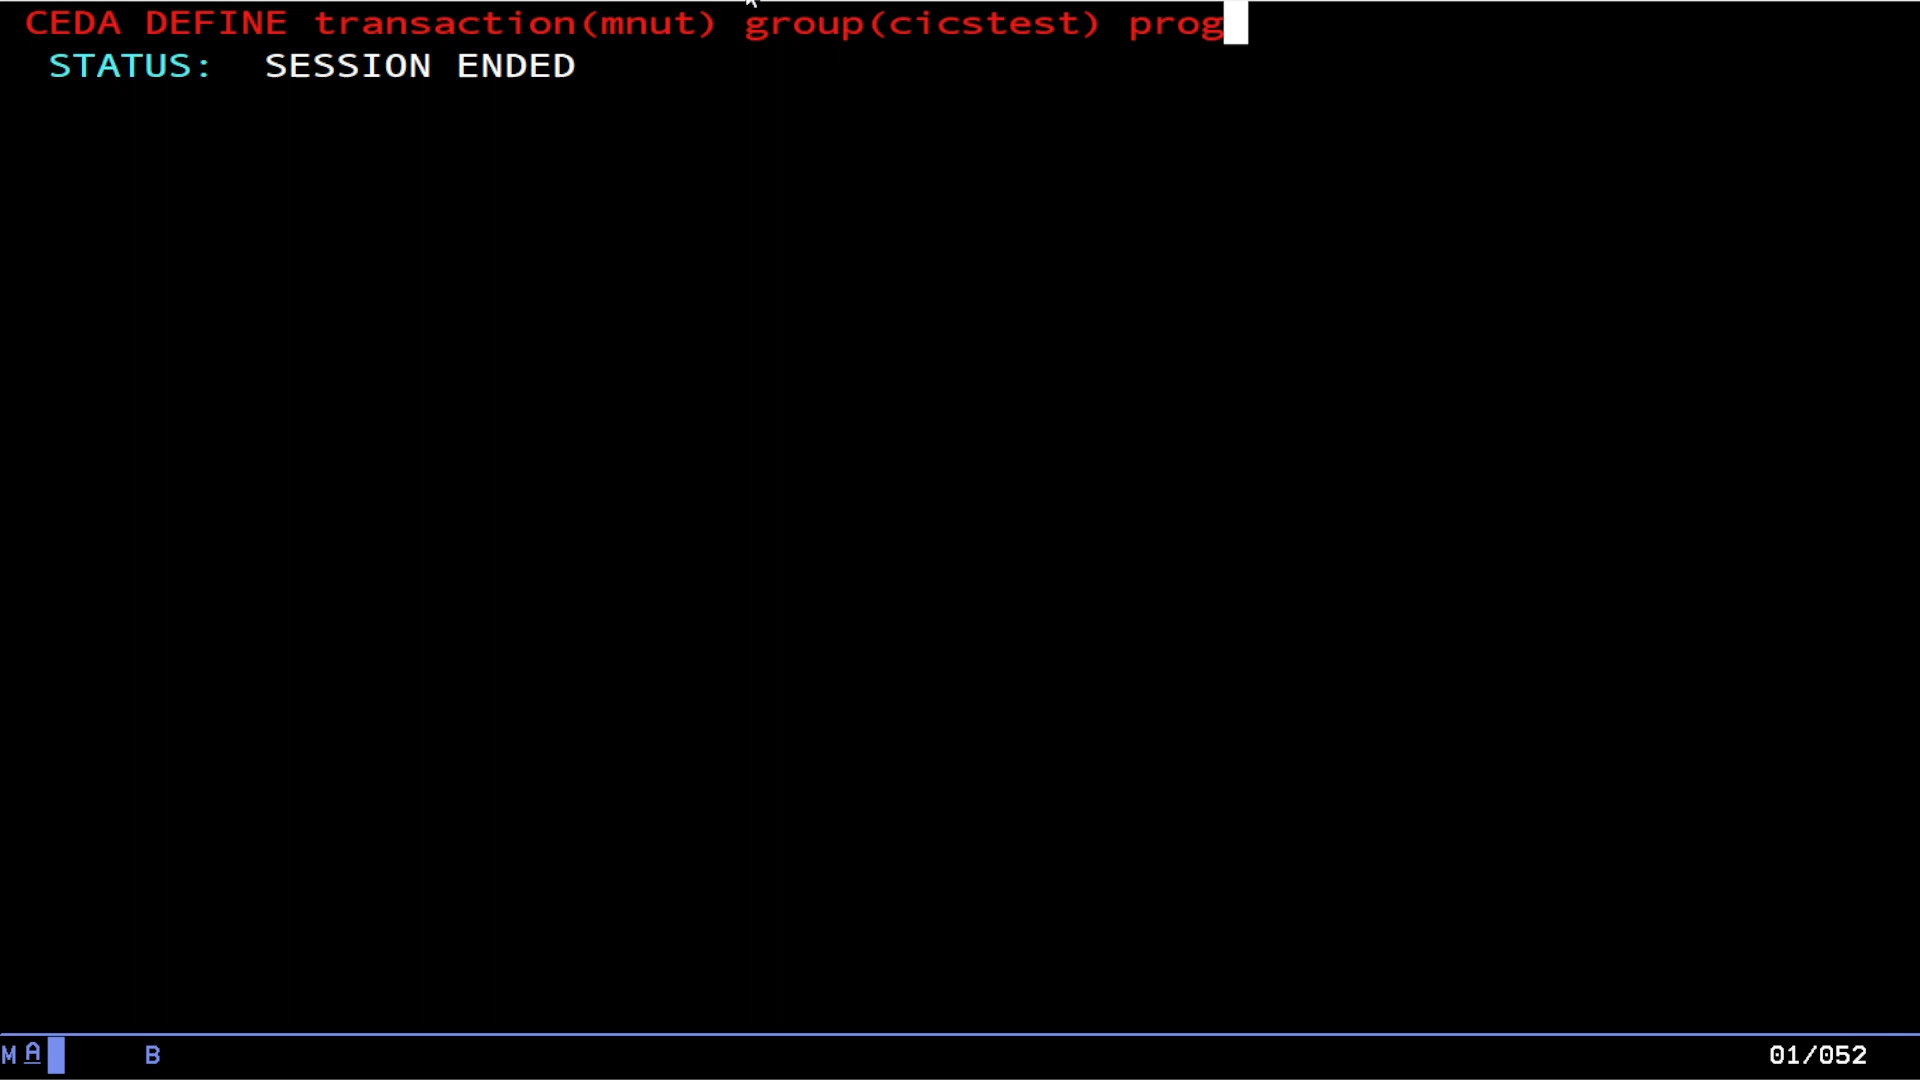 CEDA DEFINE transaction(mnut) group(cicstest) prog
STATUS: SESSION ENDED
M A B 01/052